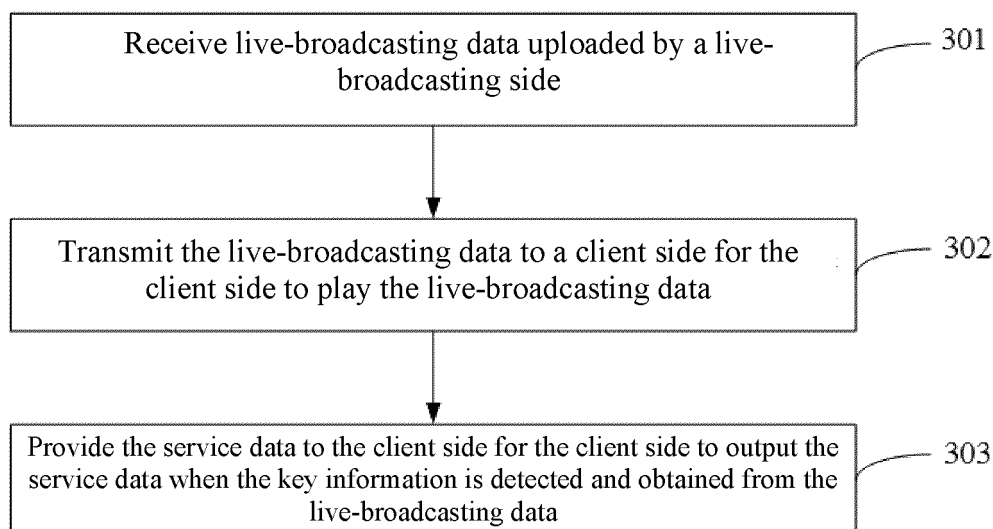 Receive live-broadcasting data uploaded by a live-
broadcasting side
301
Transmit the live-broadcasting data to a client side for the
client side to play the live-broadcasting data
302
Provide the service data to the client side for the client side to output the
service data when the key information is detected and obtained from the
live-broadcasting data
303